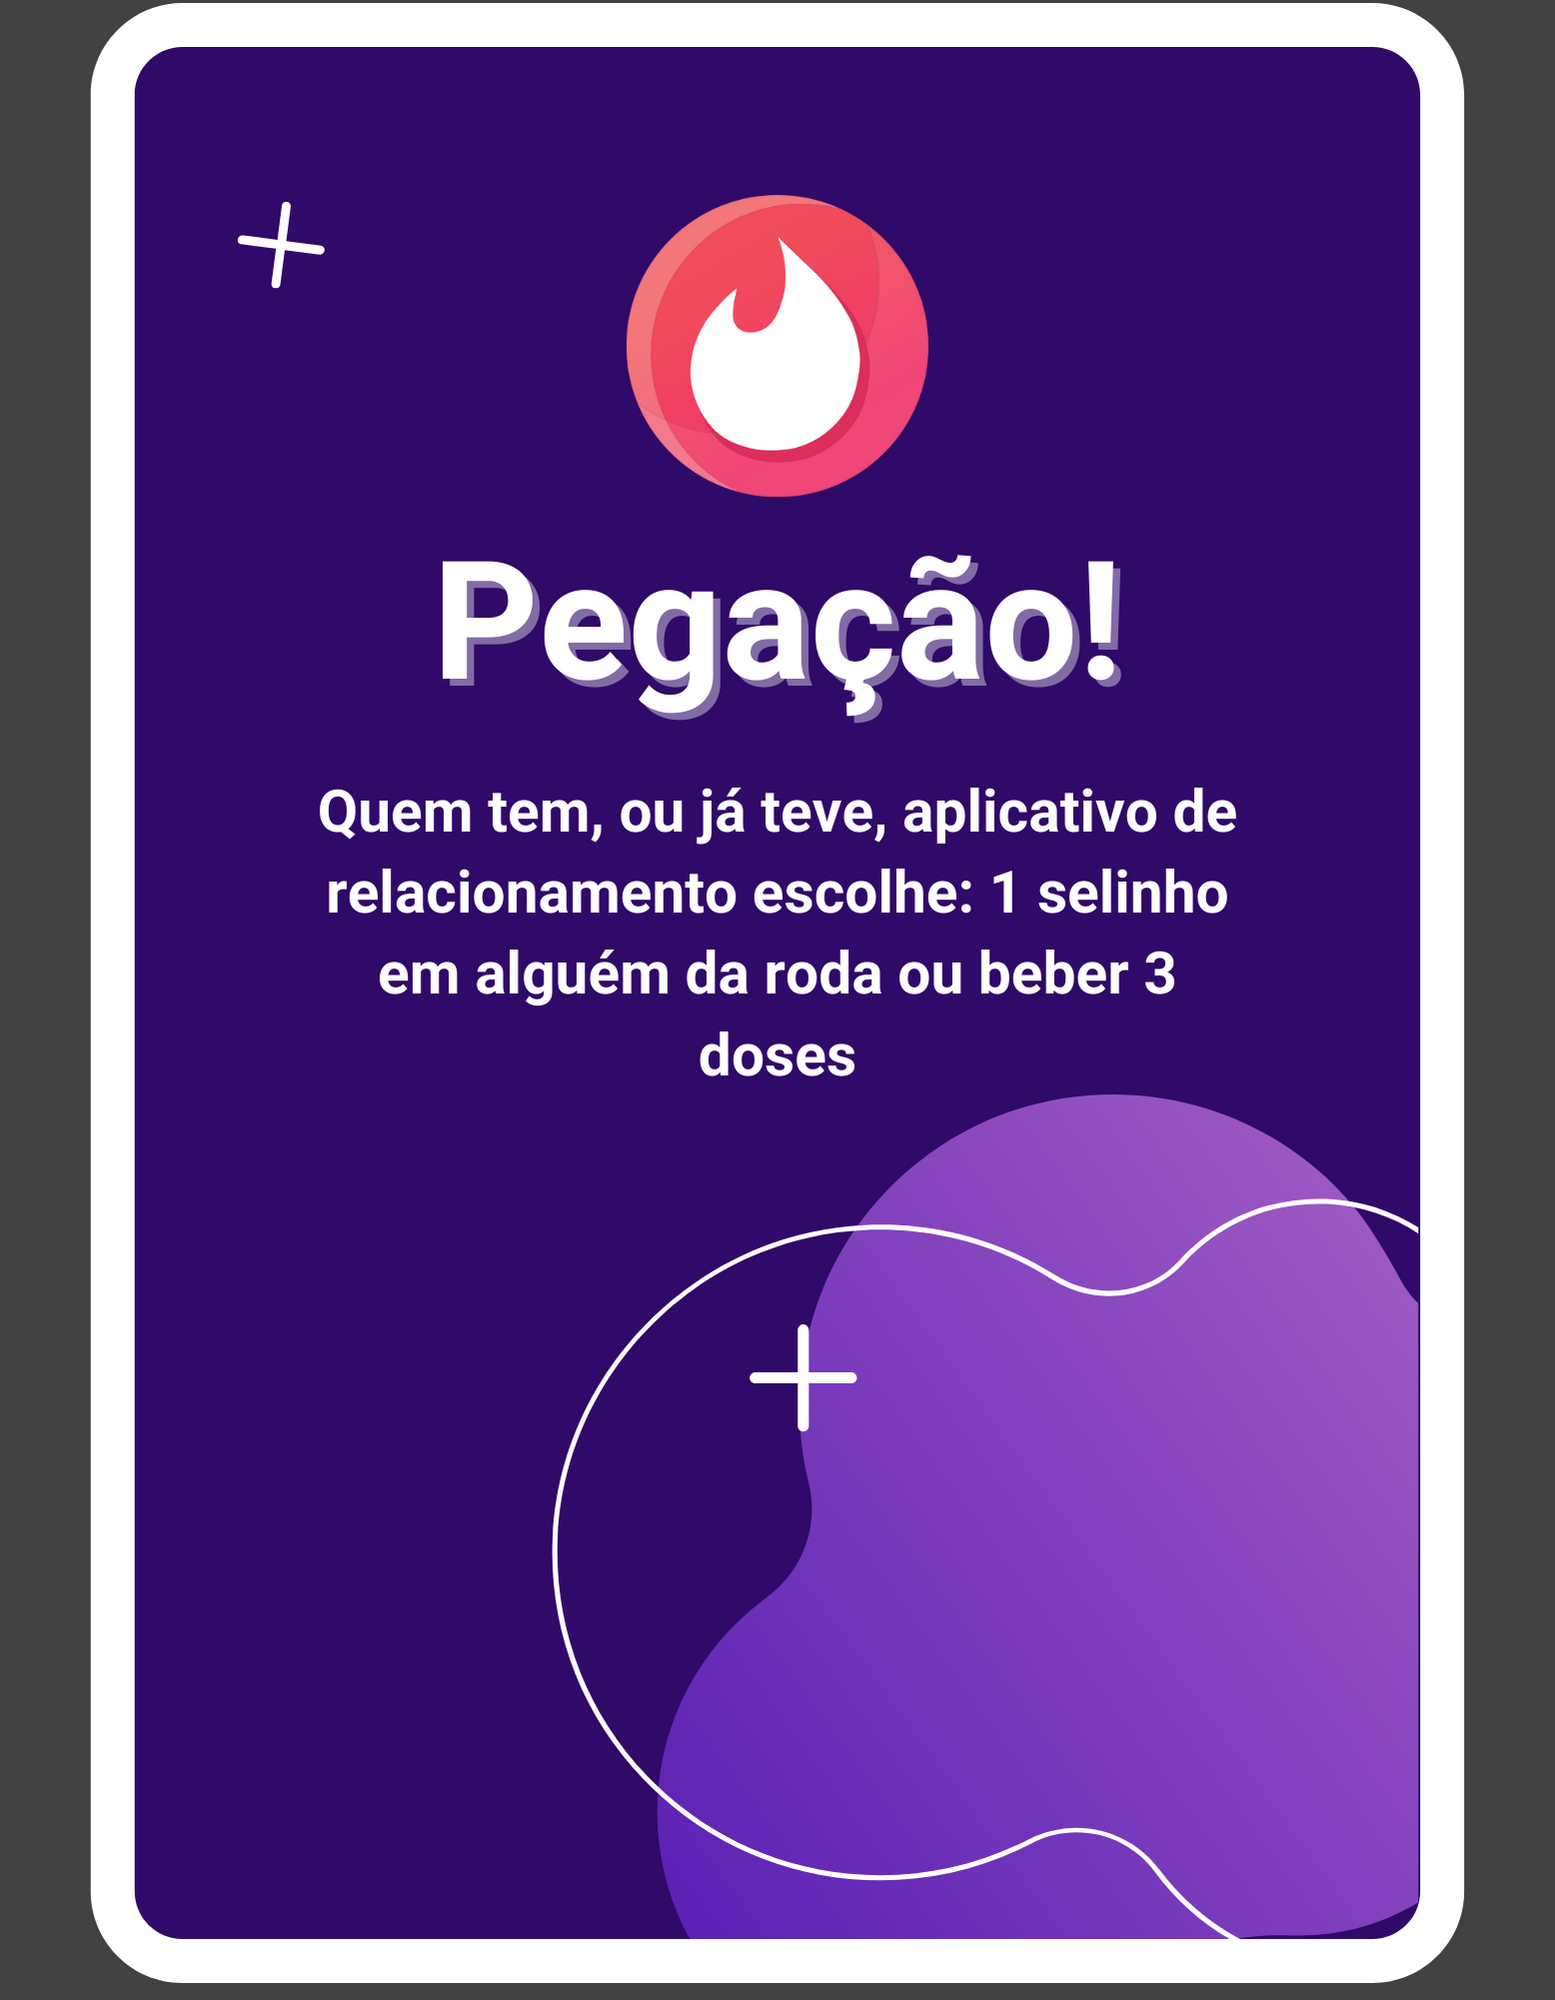 Pegação!
Quem tem, ou já teve, aplicativo de
relacionamento escolhe: 1 selinho
em alguém da roda ou beber 3
doses